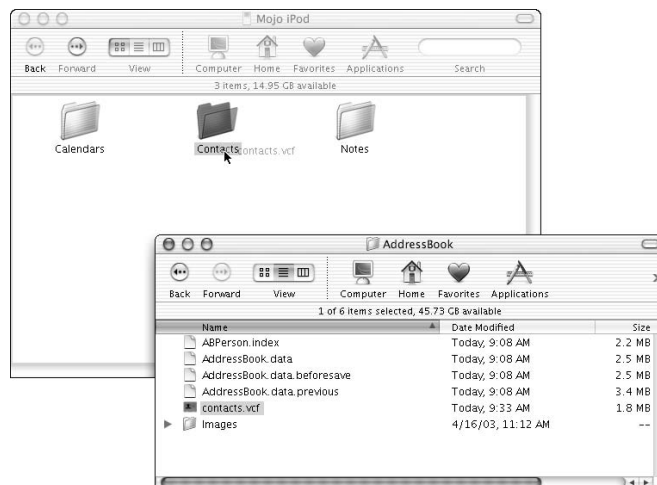 Mojo iPod
Back Forward View Computer Home Favorites Applications Search
3 items, 14.95 GB available
Calendars Contacts contacts.vcf Notes
AddressBook
Back Forward View Computer Home Favorites Applications
1 of 6 items selected, 45.73 GB available
Name Date Modified Size
ABPerson.index Today, 9:08 AM 2.2 MB
AddressBook.data Today, 9:08 AM 2.5 MB
AddressBook.data.beforesave Today, 9:08 AM 2.5 MB
AddressBook.data.previous Today, 9:08 AM 3.4 MB
contacts.vcf Today, 9:33 AM 1.8 MB
Images 4/16/03, 11:12 AM --